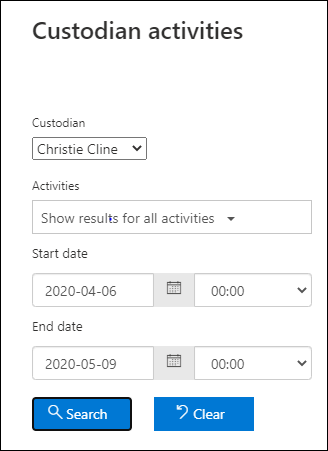 Custodian activities
Custodian
Christie Cline
Activities
Show results for all activities
Start date
2020-04-06 00:00
End date
2020-05-09 00:00
Search Clear